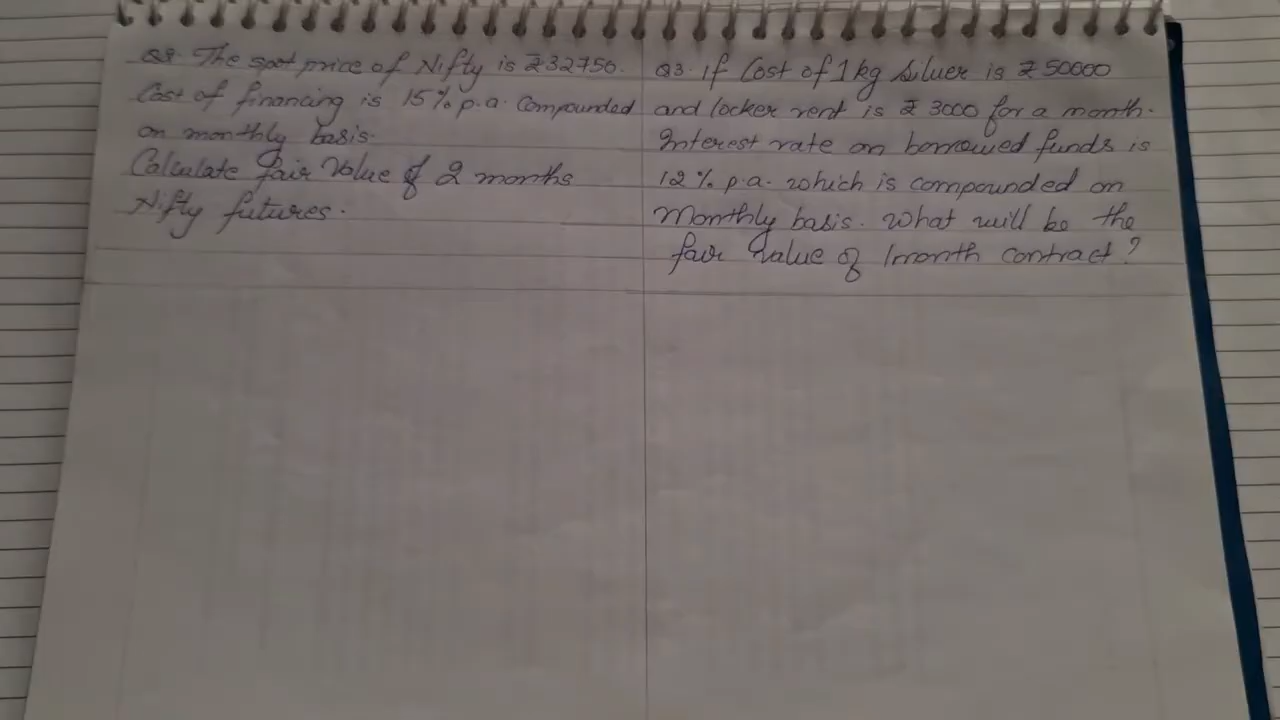 Q2. The spot price of Nifty is ₹32750.
Cost of financing is 15% p.a. compounded
on monthly basis.
Calculate fair value of 2 months
Nifty futures.
Q3. If Cost of 1kg Silver is ₹50000
and locker rent is ₹3000 for a month.
Interest rate on borrowed funds is
12% p.a. which is compounded on
Monthly basis. What will be the
fair value of 1month contract?